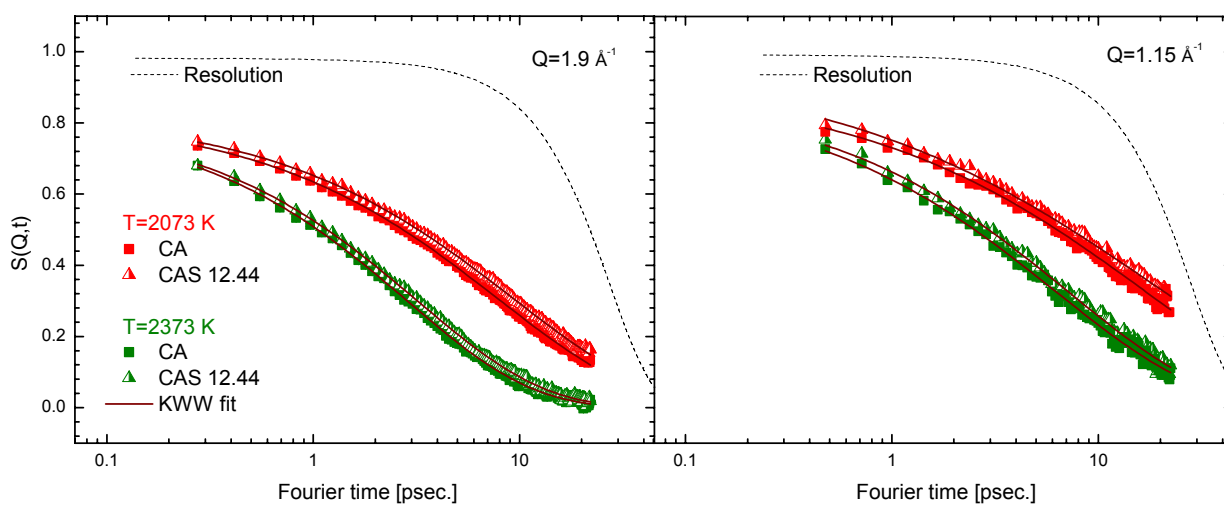 S(Q,t)
1.0
0.8
0.6
0.4
0.2
0.0
Resolution
Q=1.9 Å⁻¹
T=2073 K
CA
CAS 12.44
T=2373 K
CA
CAS 12.44
KWW fit
0.1
1
10
Fourier time [psec.]
Resolution
Q=1.15 Å⁻¹
0.1
1
10
Fourier time [psec.]